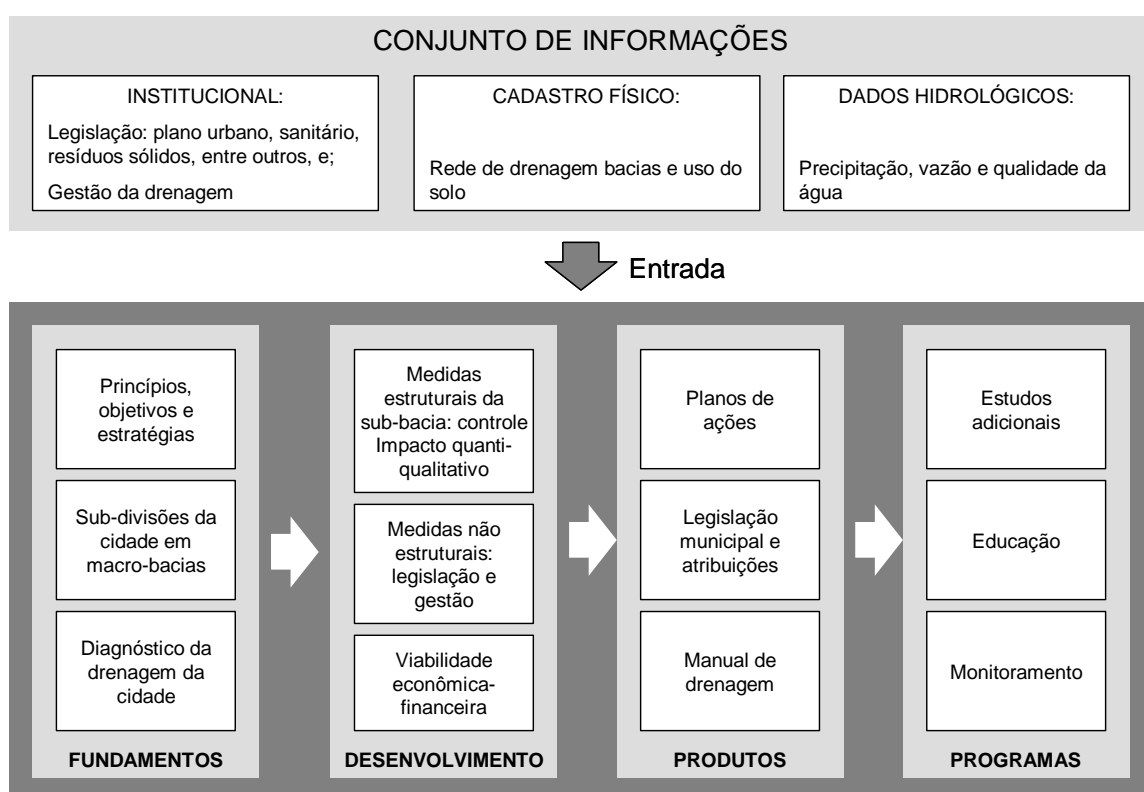 CONJUNTO DE INFORMAÇÕES
INSTITUCIONAL:
Legislação: plano urbano, sanitário,
resíduos sólidos, entre outros, e;
Gestão da drenagem
CADASTRO FÍSICO:
Rede de drenagem bacias e uso do
solo
DADOS HIDROLÓGICOS:
Precipitação, vazão e qualidade da
água
Entrada
Princípios,
objetivos e
estratégias
Sub-divisões da
cidade em
macro-bacias
Diagnóstico da
drenagem da
cidade
FUNDAMENTOS
Medidas
estruturais da
sub-bacia: controle
Impacto quanti-
qualitativo
Medidas não
estruturais:
legislação e
gestão
Viabilidade
econômica-
financeira
DESENVOLVIMENTO
Planos de
ações
Legislação
municipal e
atribuições
Manual de
drenagem
PRODUTOS
Estudos
adicionais
Educação
Monitoramento
PROGRAMAS